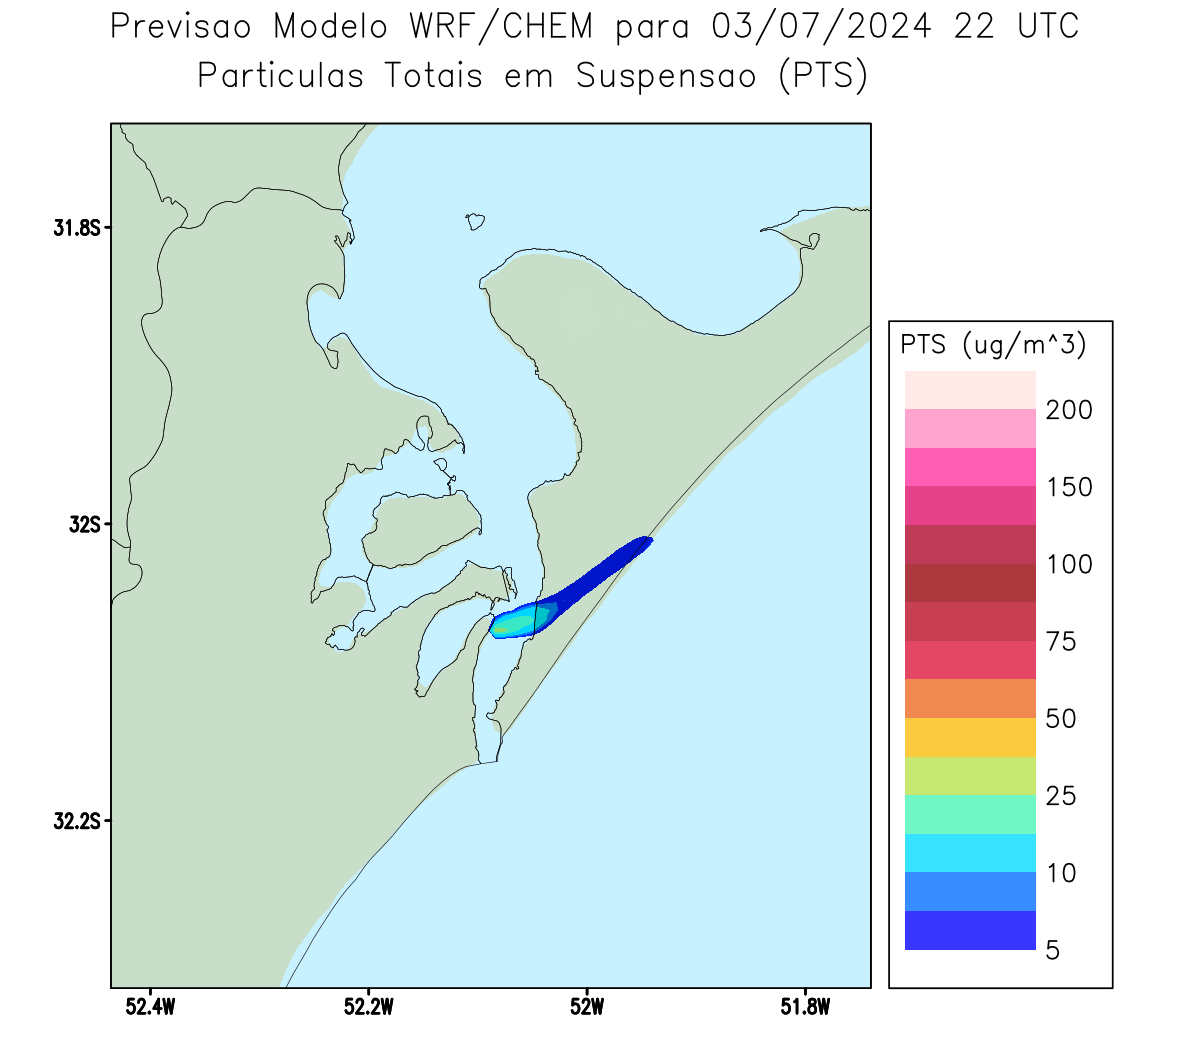 Previsao Modelo WRF/CHEM para 03/07/2024 22 UTC
Particulas Totais em Suspensao (PTS)
31.8S
32S
32.2S
52.4W
52.2W
52W
51.8W
PTS (ug/m^3)
200
150
100
75
50
25
10
5